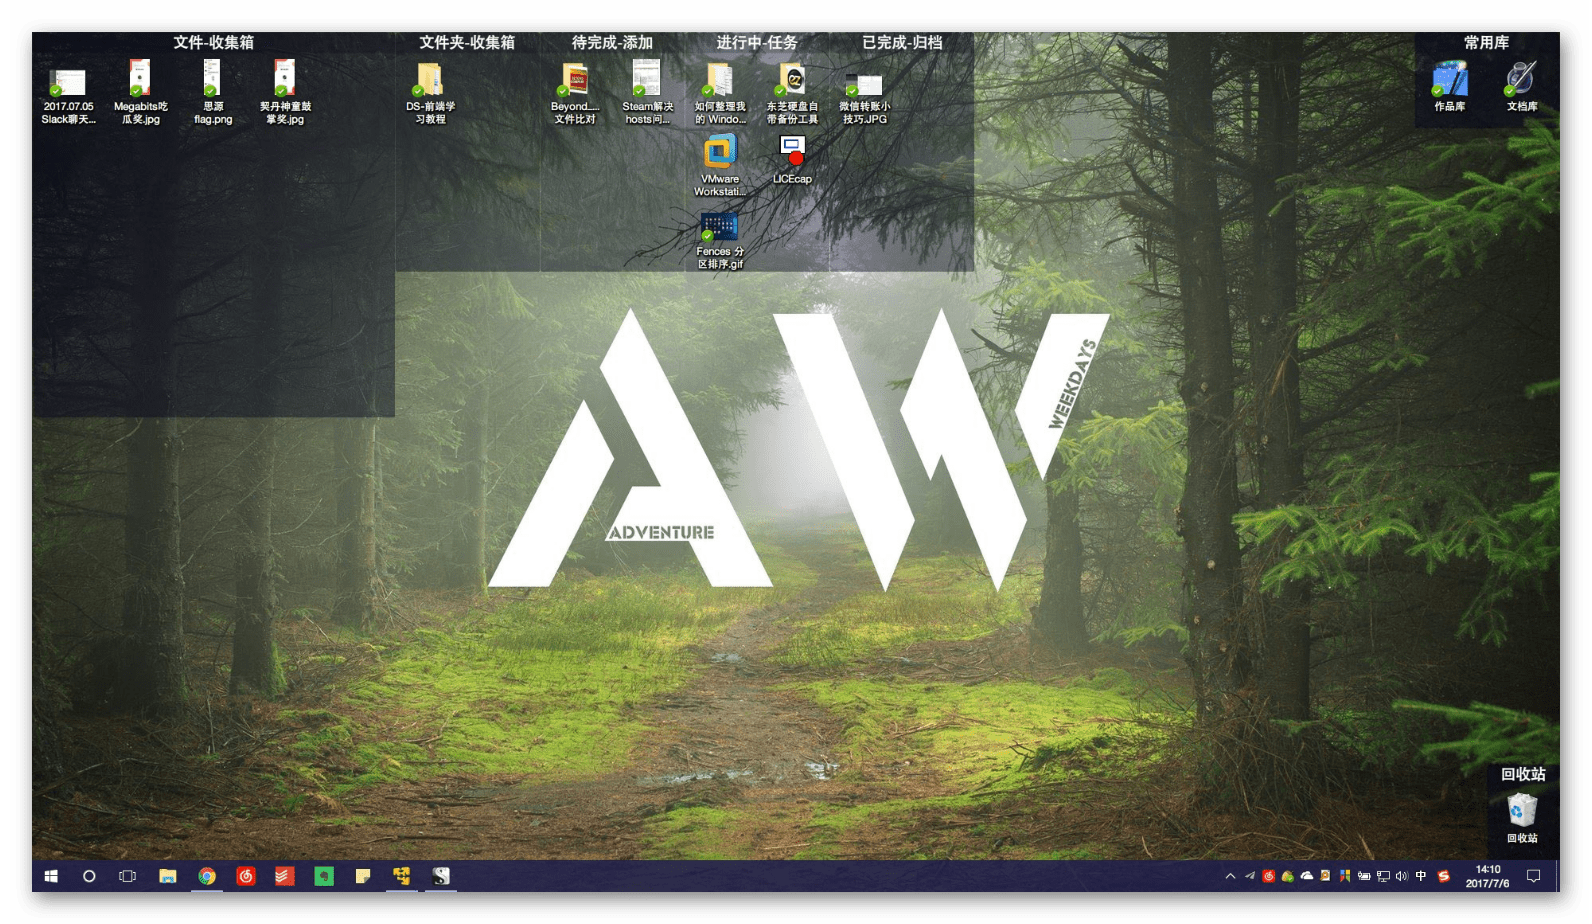 文件-收集箱
文件夹-收集箱
待完成-添加
进行中-任务
已完成-归档
常用库
2017.07.05
Slack聊天...
Megabits吃
瓜奖.jpg
思源
flag.png
契丹神童鼓
掌奖.jpg
DS-前端学
习教程
Beyond_...
文件比对
Steam解决
hosts问...
如何整理我
的 Windo...
东芝硬盘自
带备份工具
微信转账小
技巧.JPG
作品库
文档库
VMware
Workstati...
LICEcap
Fences 分
区排序.gif
WEEKDAYS
AW
ADVENTURE
回收站
回收站
中
14:10
2017/7/6